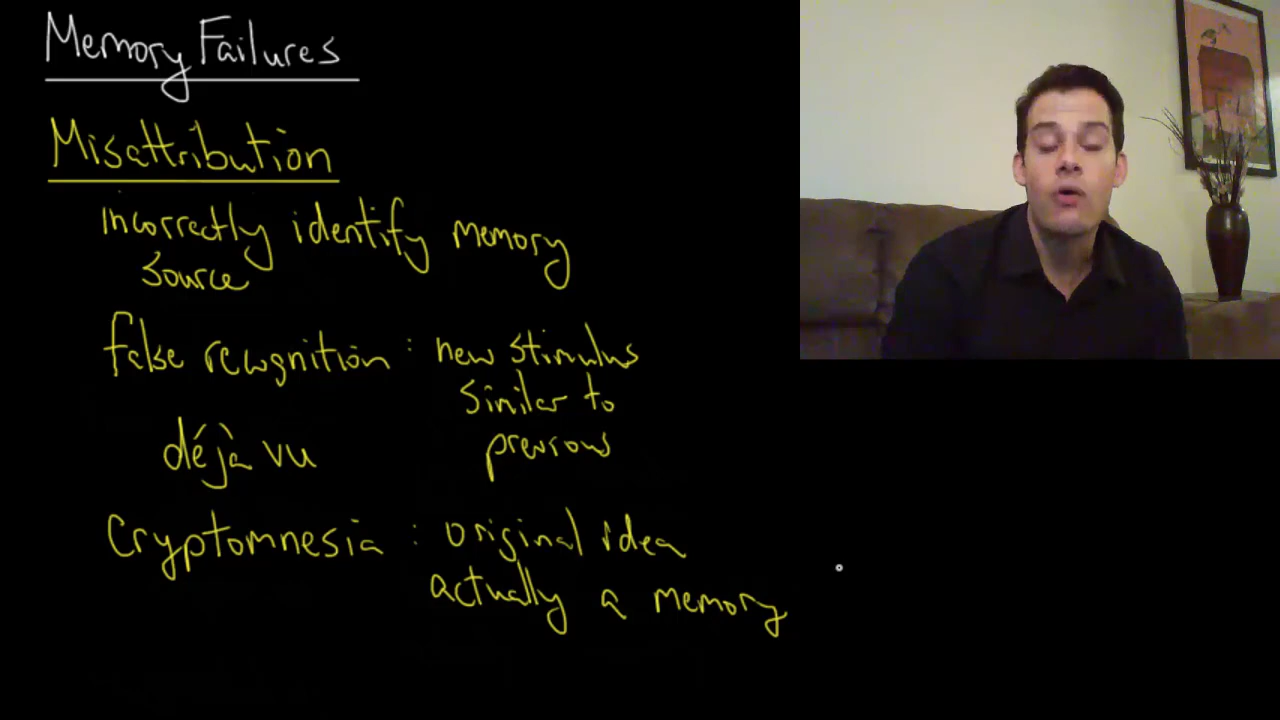 Memory Failures
Misattribution
incorrectly identify memory
source
false recognition : new stimulus
similar to
déjà vu
previous
Cryptomnesia : original idea
actually a memory